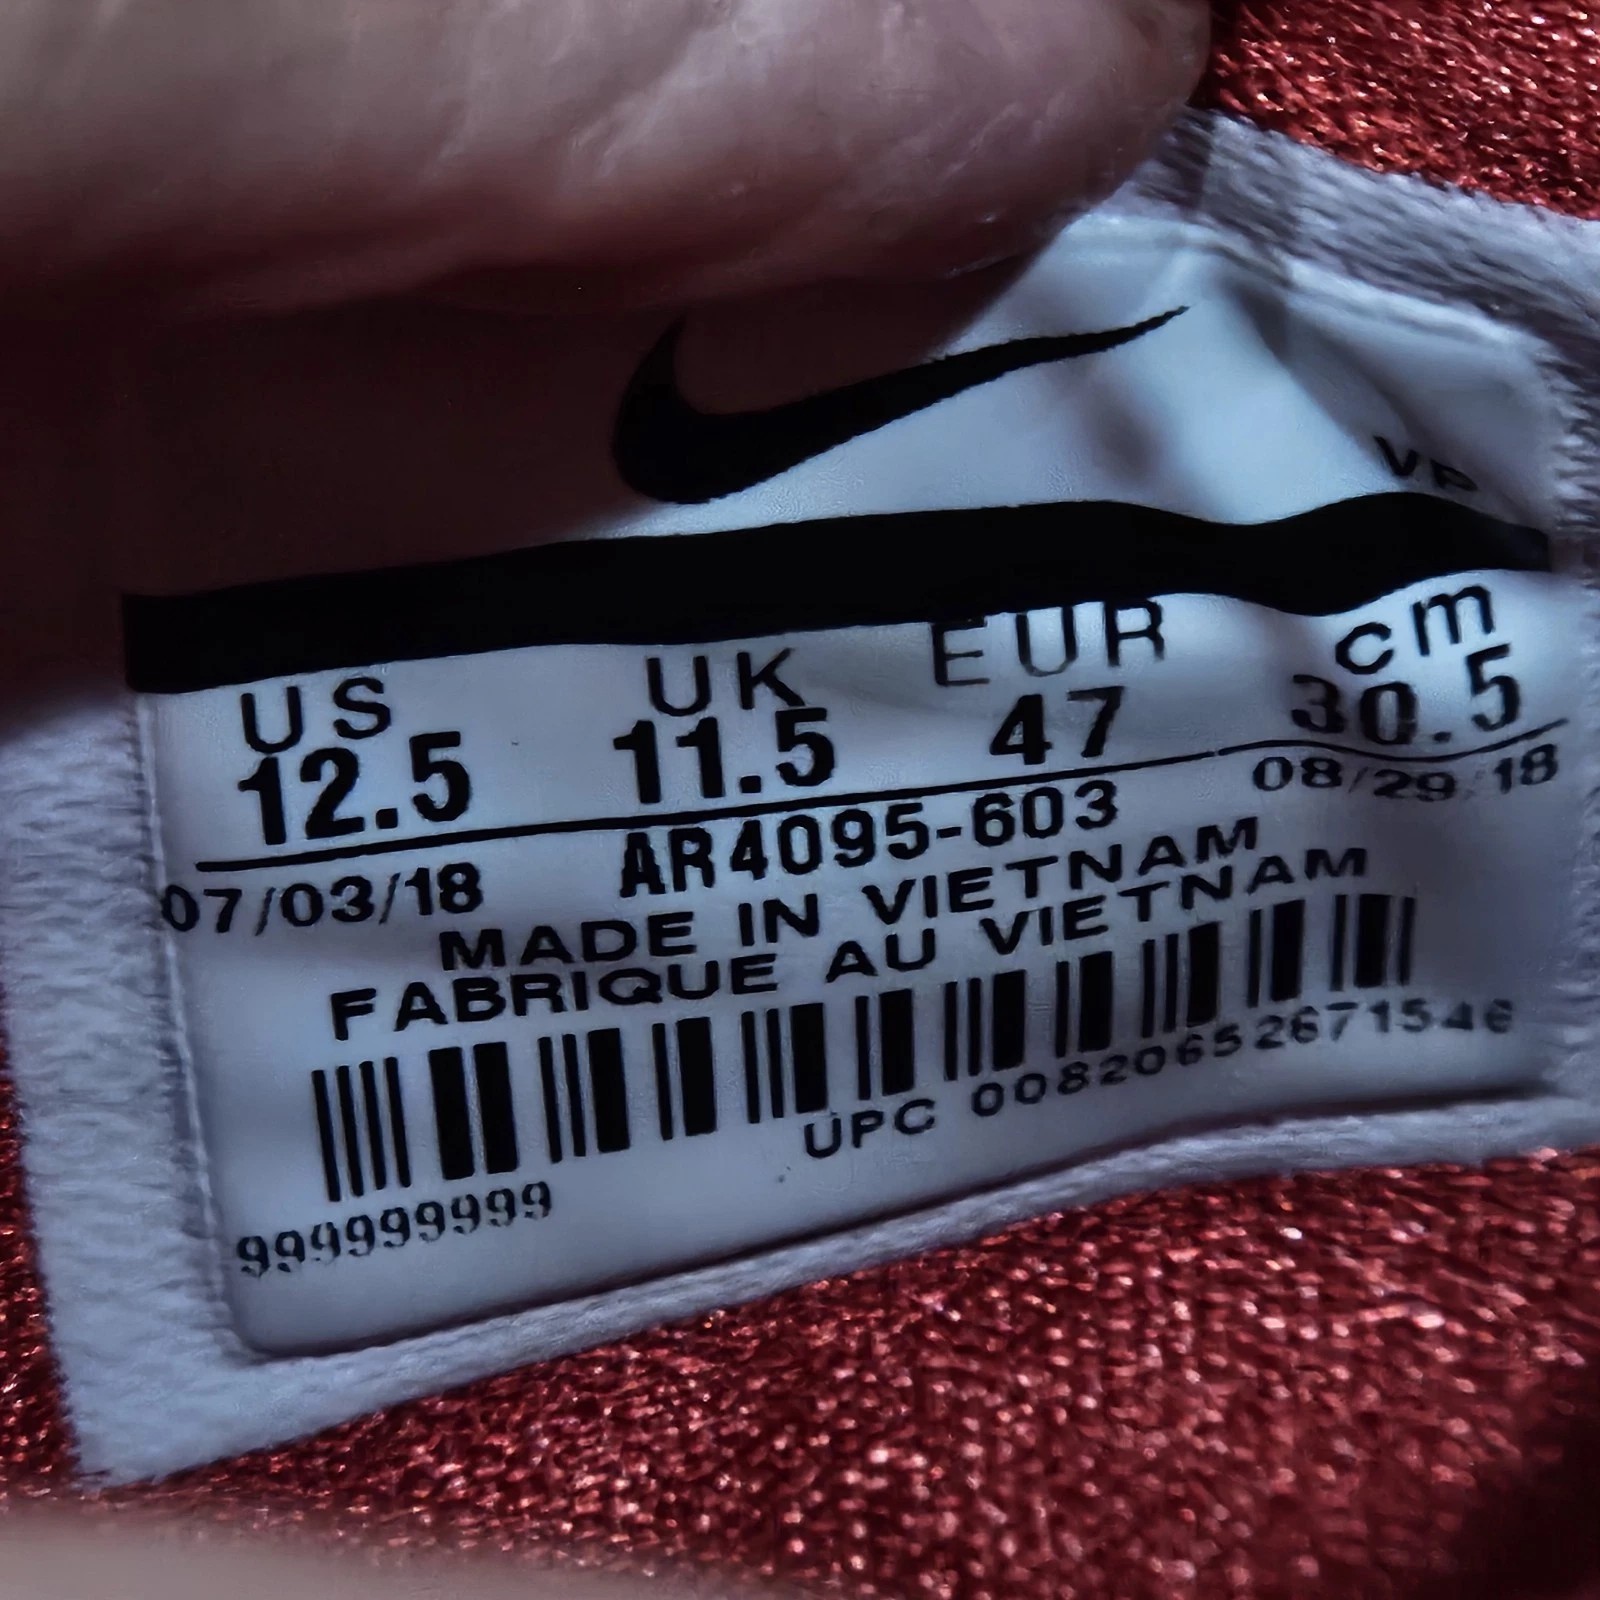 VP
US UK EUR cm
12.5 11.5 47 30.5
07/03/18 AR4095-603 08/29/18
MADE IN VIETNAM
FABRIQUE AU VIETNAM
UPC 00820652671546
999999999